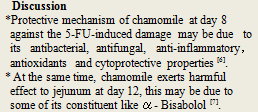 Discussion
*Protective mechanism of chamomile at day 8
against the 5-FU-induced damage may be due to
its antibacterial, antifungal, anti-inflammatory,
antioxidants and cytoprotective properties [6].
* At the same time, chamomile exerts harmful
effect to jejunum at day 12, this may be due to
some of its constituent like α - Bisabolol [7].